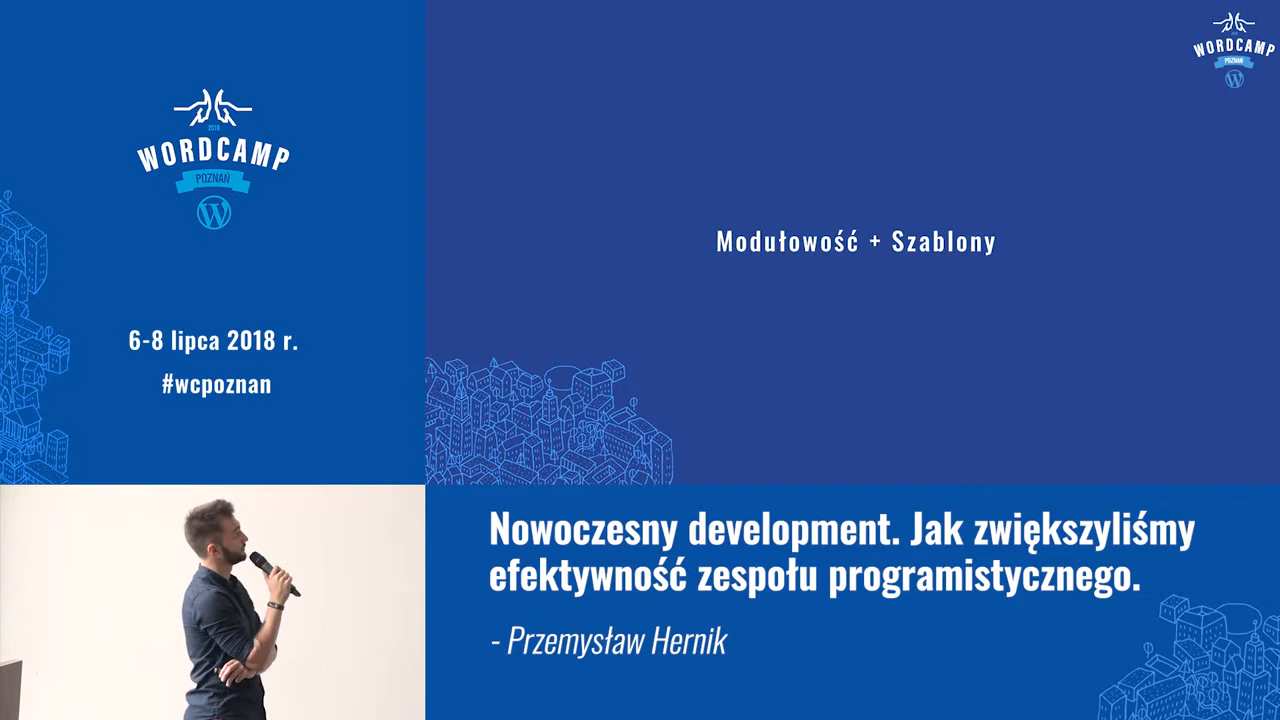 2018
WORDCAMP
POZNAŃ
6-8 lipca 2018 r.
#wcpoznan
Modułowość + Szablony
WORDCAMP
POZNAŃ
Nowoczesny development. Jak zwiększyliśmy
efektywność zespołu programistycznego.
- Przemysław Hernik